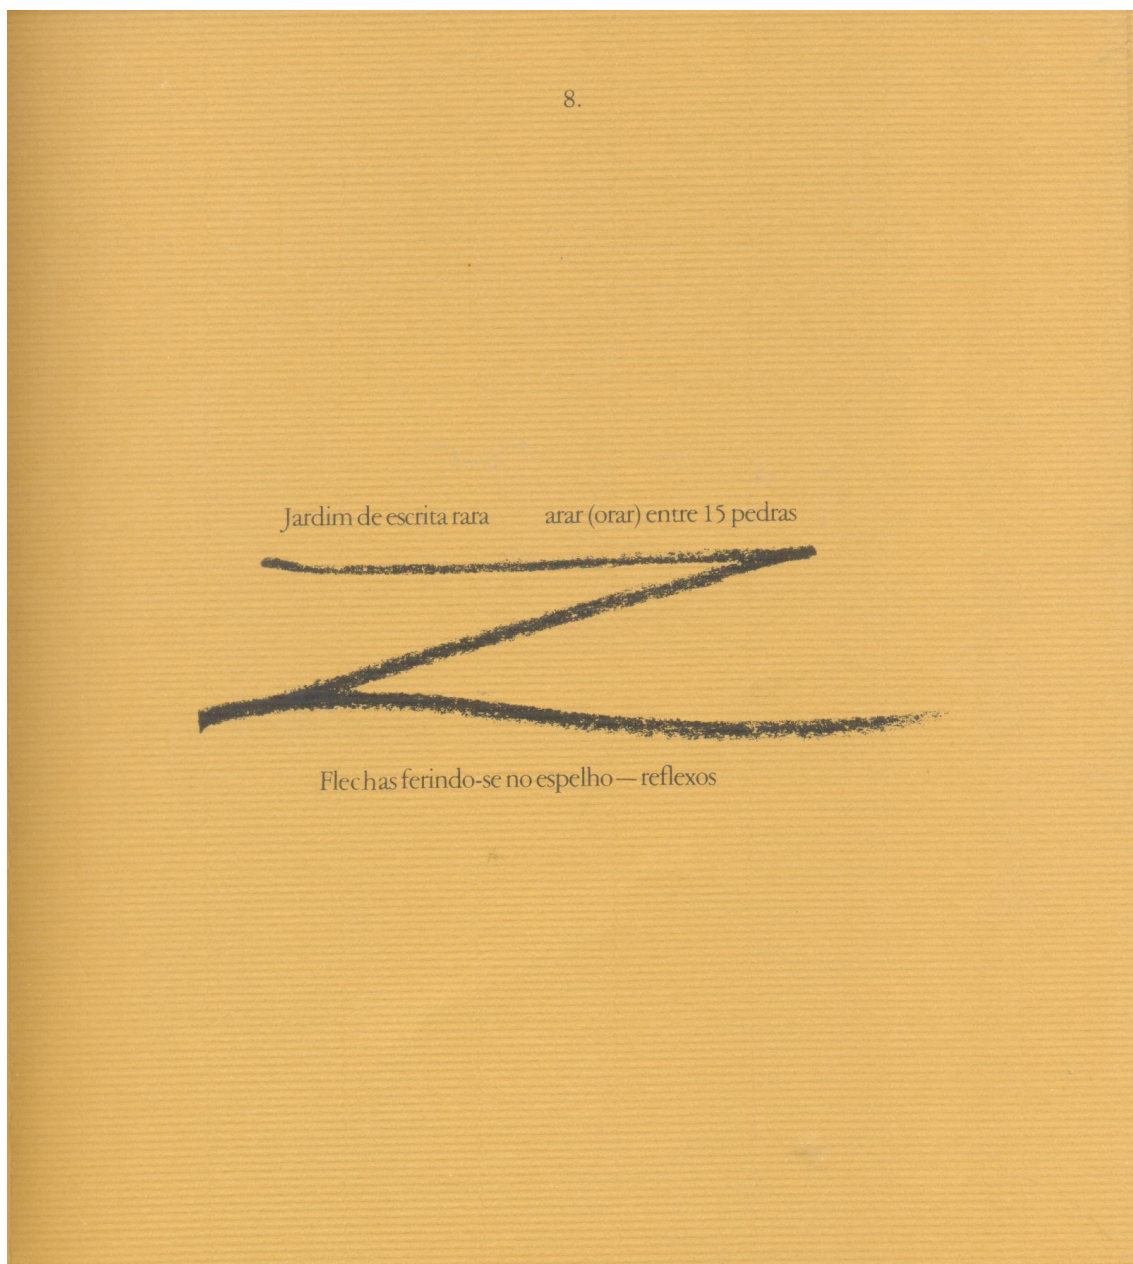 8.
Jardim de escrita rara arar (orar) entre 15 pedras
Flechas ferindo-se no espelho — reflexos